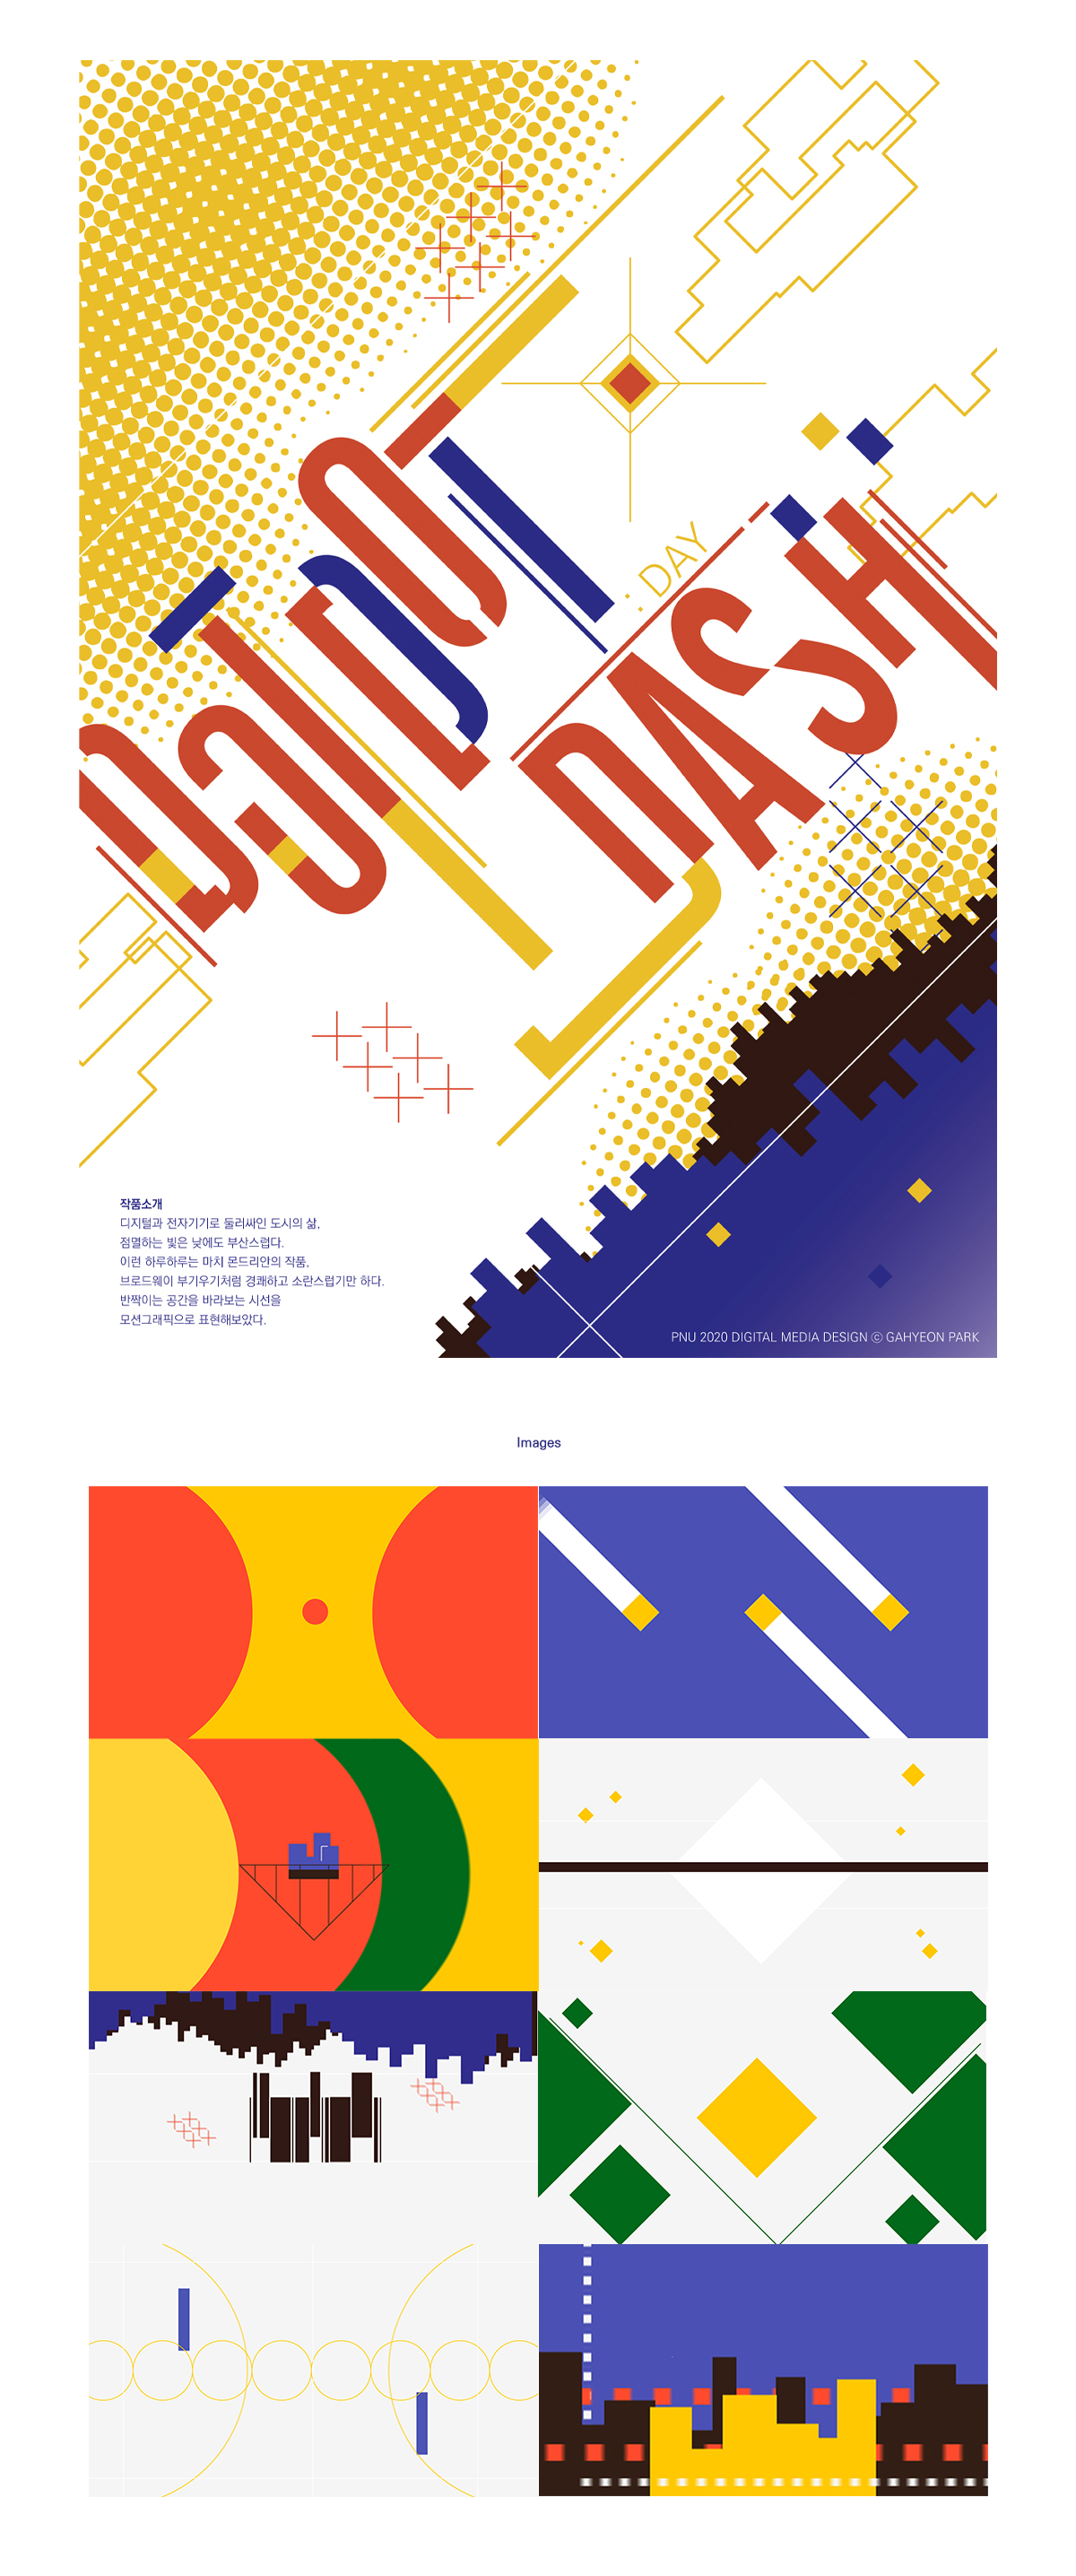 DAY
DASH
작품소개
디지털과 전자기기로 둘러싸인 도시의 삶,
점멸하는 빛은 낮에도 부산스럽다.
이런 하루하루는 마치 몬드리안의 작품,
브로드웨이 부기우기처럼 경쾌하고 소란스럽기만 하다.
반짝이는 공간을 바라보는 시선을
모션그래픽으로 표현해보았다.
PNU 2020 DIGITAL MEDIA DESIGN ⓒ GAHYEON PARK
Images